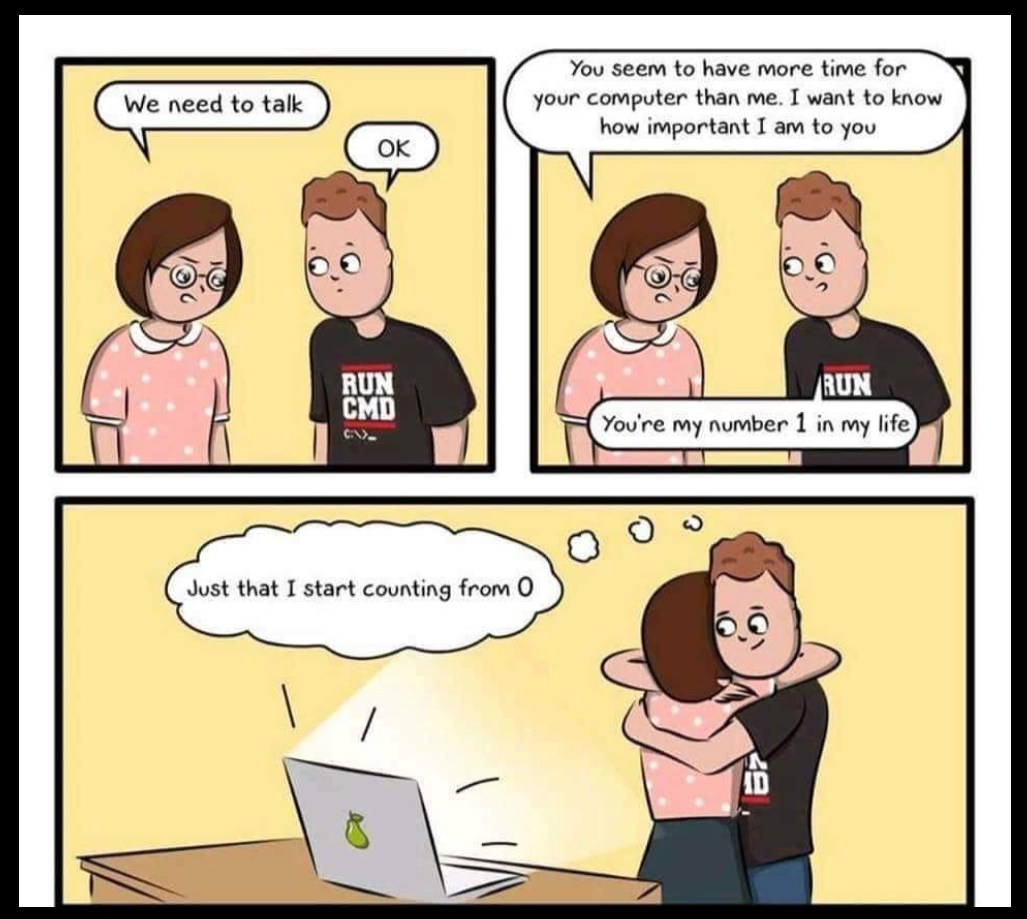 We need to talk
OK
RUN
CMD
C:\>_
You seem to have more time for
your computer than me. I want to know
how important I am to you
RUN
You're my number 1 in my life
Just that I start counting from 0